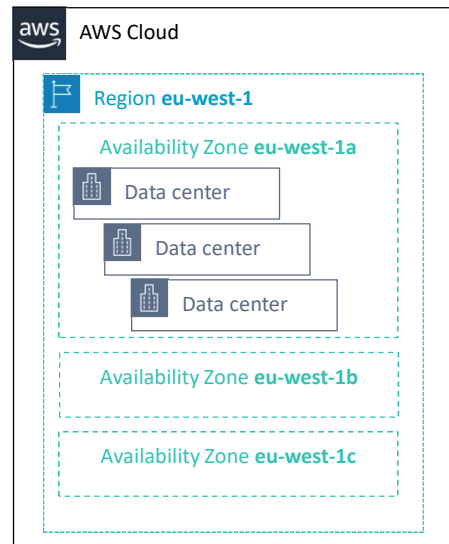 aws
AWS Cloud
Region eu-west-1
Availability Zone eu-west-1a
Data center
Data center
Data center
Availability Zone eu-west-1b
Availability Zone eu-west-1c